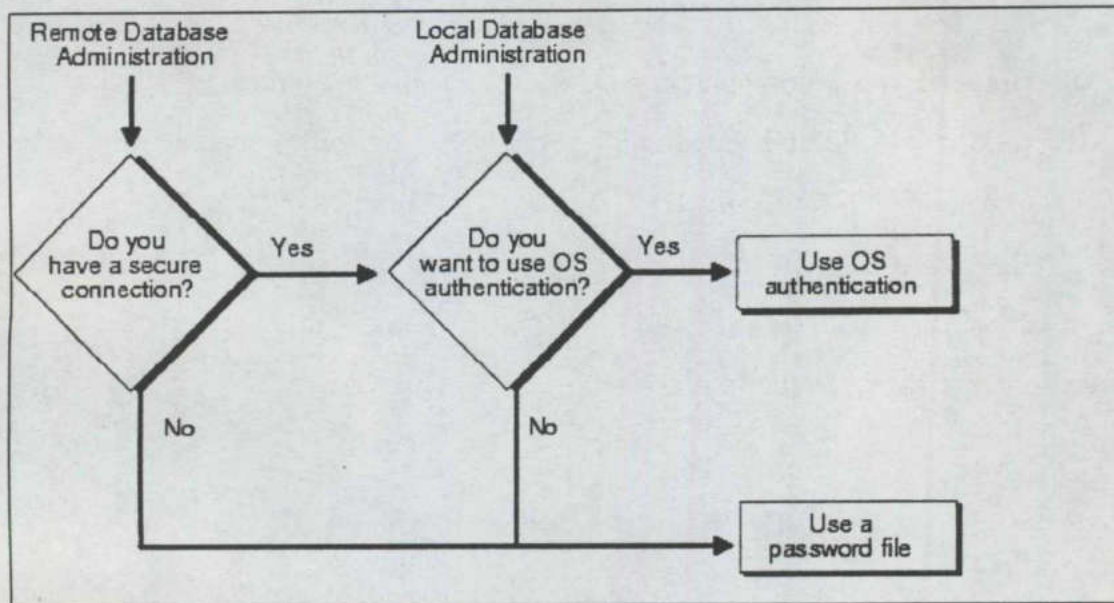 Remote Database
Administration
Local Database
Administration
Do you
have a secure
connection?
Yes
Do you
want to use OS
authentication?
Yes
Use OS
authentication
No
No
Use a
password file